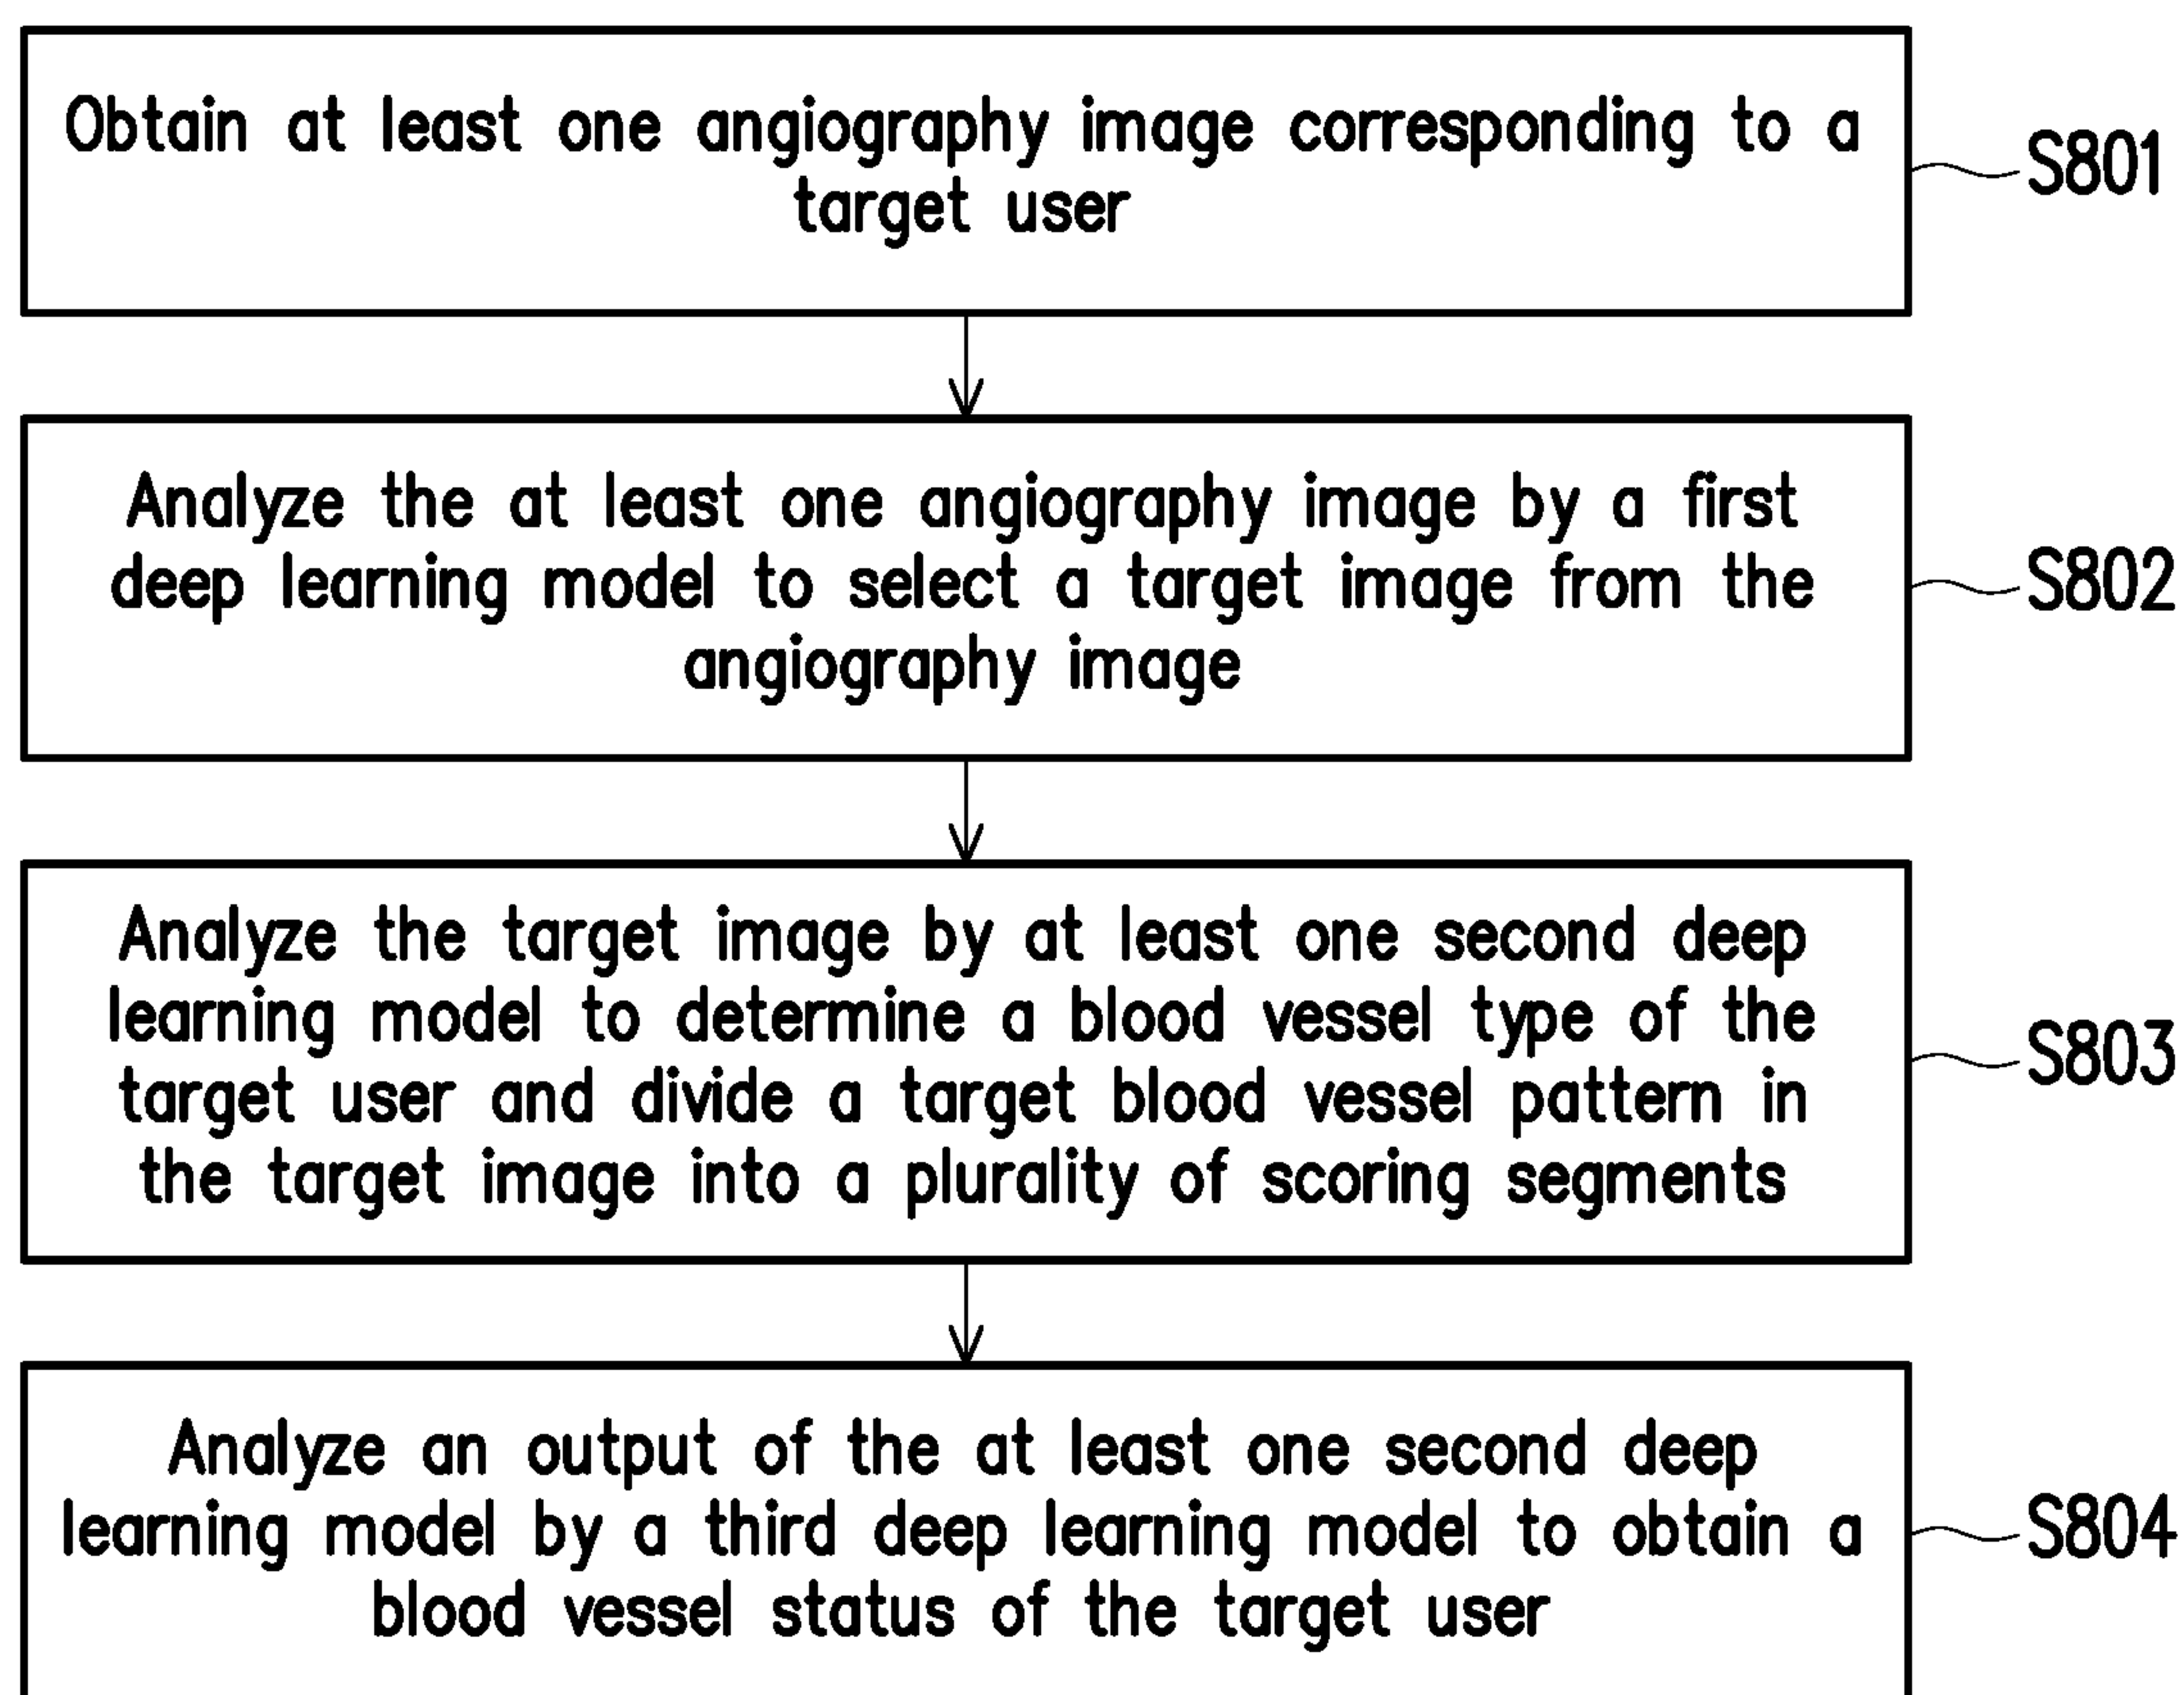 Obtain at least one angiography image corresponding to a
target user
S801
Analyze the at least one angiography image by a first
deep learning model to select a target image from the
angiography image
S802
Analyze the target image by at least one second deep
learning model to determine a blood vessel type of the
target user and divide a target blood vessel pattern in
the target image into a plurality of scoring segments
S803
Analyze an output of the at least one second deep
learning model by a third deep learning model to obtain a
blood vessel status of the target user
S804